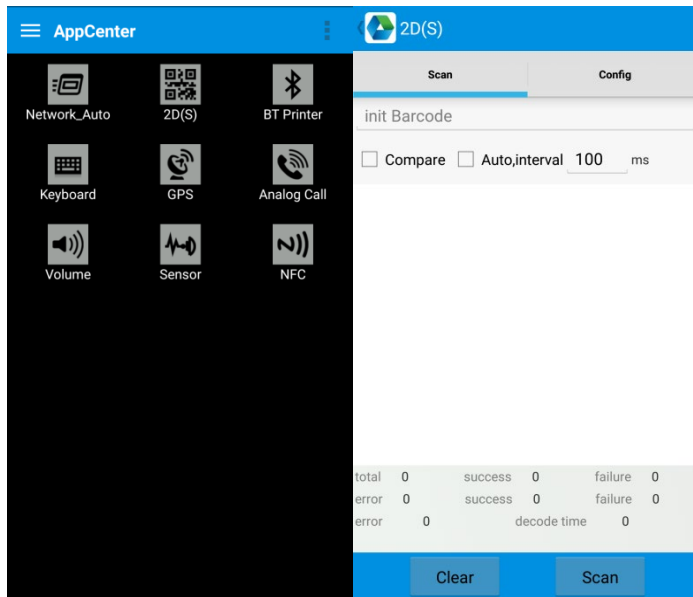 AppCenter
Network_Auto 2D(S) BT Printer
Keyboard GPS Analog Call
Volume Sensor NFC
2D(S)
Scan Config
init Barcode
Compare Auto,interval 100 ms
total 0 success 0 failure 0
error 0 success 0 failure 0
error 0 decode time 0
Clear Scan